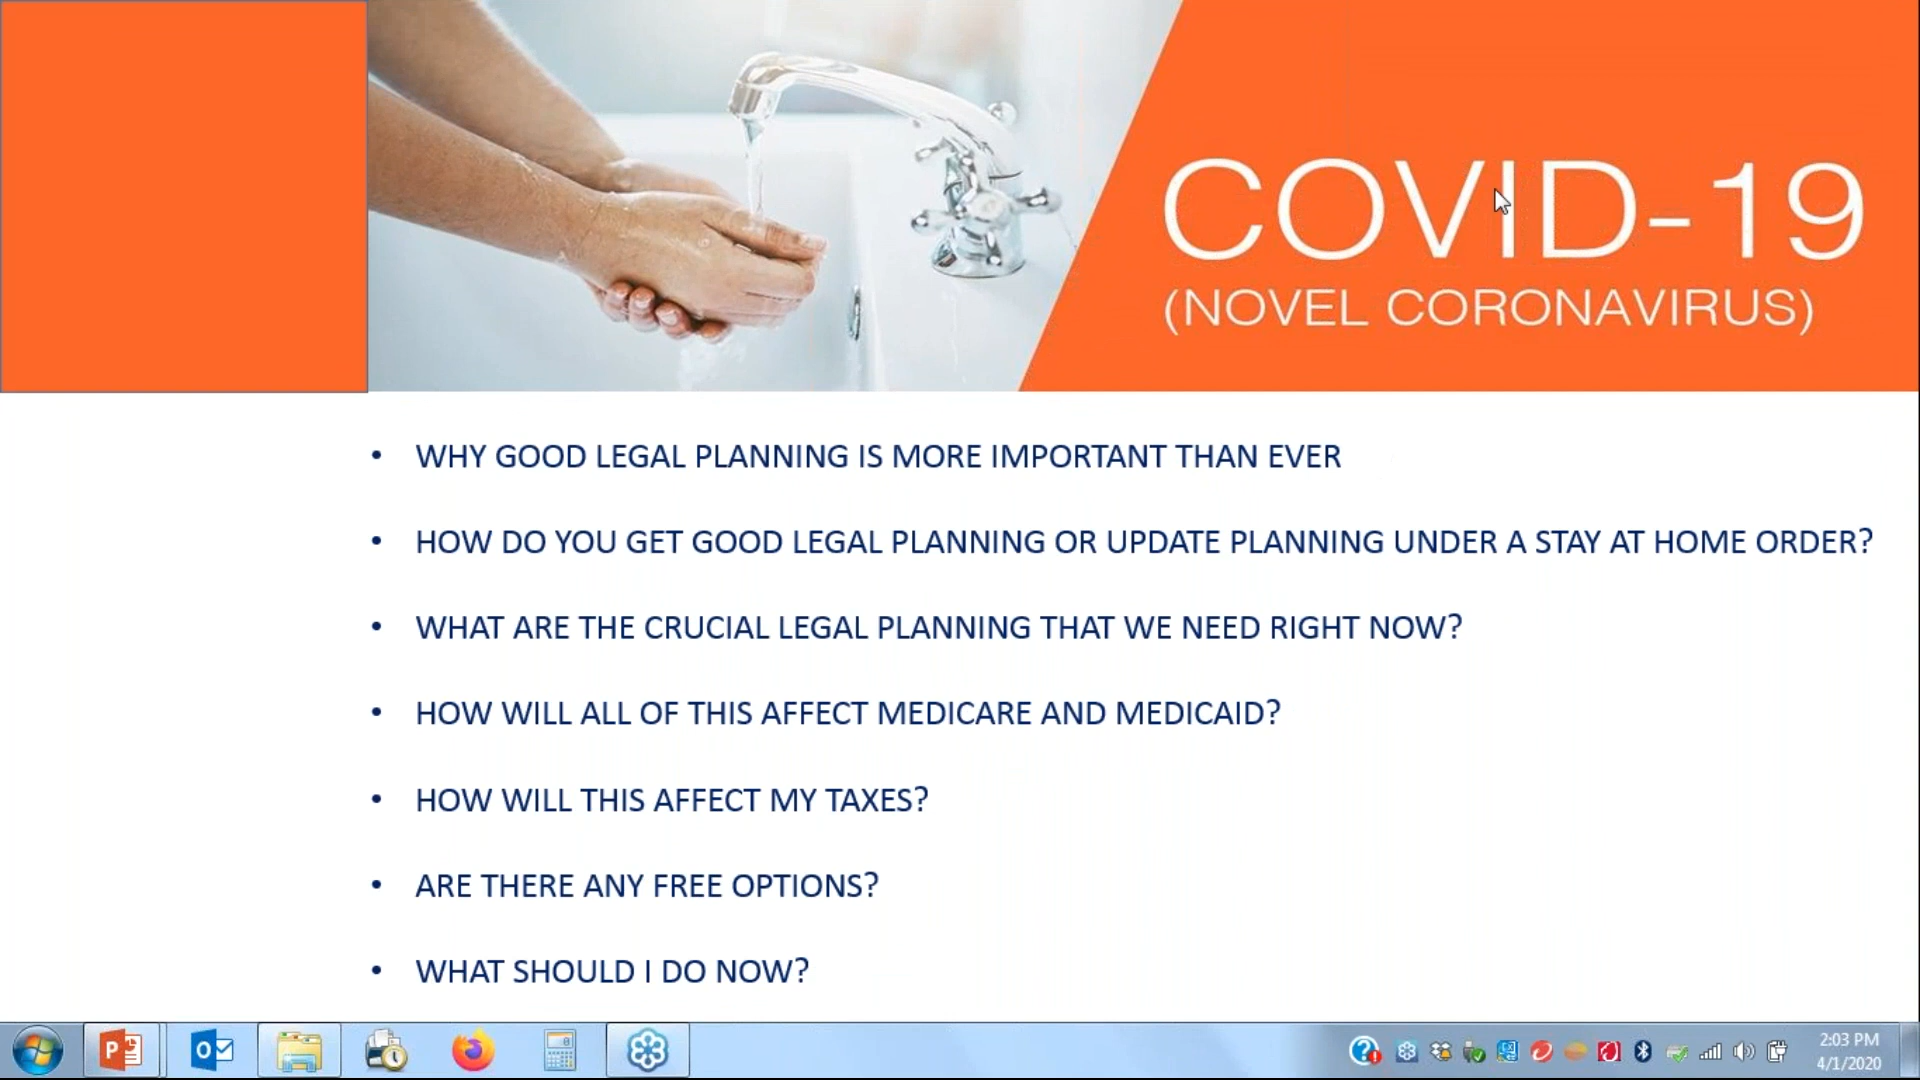 COVID-19
(NOVEL CORONAVIRUS)
• WHY GOOD LEGAL PLANNING IS MORE IMPORTANT THAN EVER
• HOW DO YOU GET GOOD LEGAL PLANNING OR UPDATE PLANNING UNDER A STAY AT HOME ORDER?
• WHAT ARE THE CRUCIAL LEGAL PLANNING THAT WE NEED RIGHT NOW?
• HOW WILL ALL OF THIS AFFECT MEDICARE AND MEDICAID?
• HOW WILL THIS AFFECT MY TAXES?
• ARE THERE ANY FREE OPTIONS?
• WHAT SHOULD I DO NOW?
2:03 PM
4/1/2020